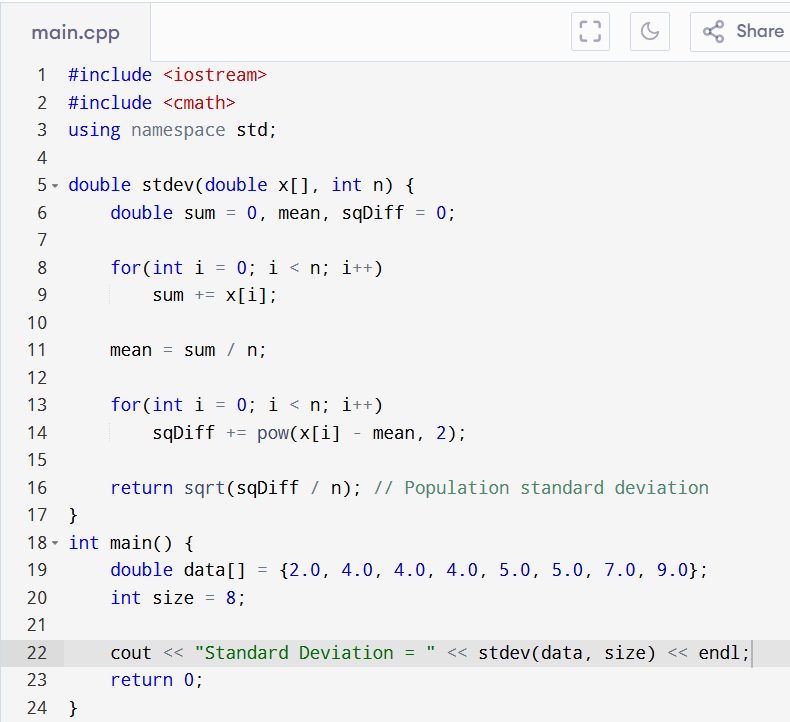 main.cpp
Share
1 #include <iostream>
2 #include <cmath>
3 using namespace std;
4
5 double stdev(double x[], int n) {
6     double sum = 0, mean, sqDiff = 0;
7
8     for(int i = 0; i < n; i++)
9         sum += x[i];
10
11     mean = sum / n;
12
13     for(int i = 0; i < n; i++)
14         sqDiff += pow(x[i] - mean, 2);
15
16     return sqrt(sqDiff / n); // Population standard deviation
17 }
18 int main() {
19     double data[] = {2.0, 4.0, 4.0, 4.0, 5.0, 5.0, 7.0, 9.0};
20     int size = 8;
21
22     cout << "Standard Deviation = " << stdev(data, size) << endl;
23     return 0;
24 }